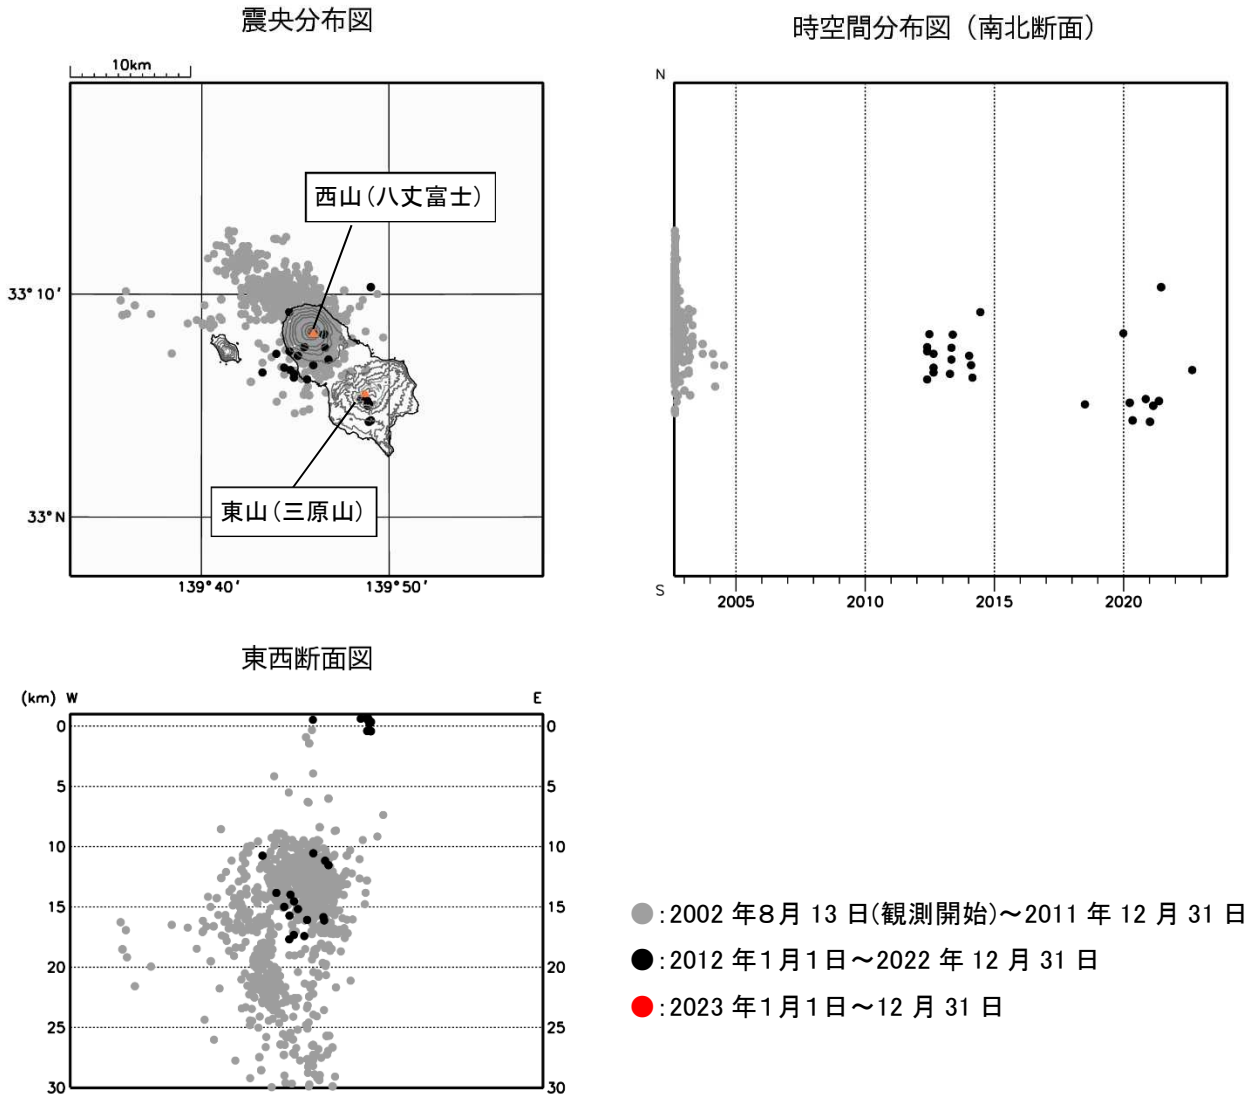 震央分布図
10km
西山(八丈富士)
33°10′
東山(三原山)
33°N
139°40′ 139°50′
時空間分布図(南北断面)
N
S
2005 2010 2015 2020
東西断面図
(km) W E
0 0
5 5
10 10
15 15
20 20
25 25
30 30
:2002 年8月 13 日(観測開始)～2011 年 12 月 31 日
:2012 年1月1日～2022 年 12 月 31 日
:2023 年1月1日～12 月 31 日